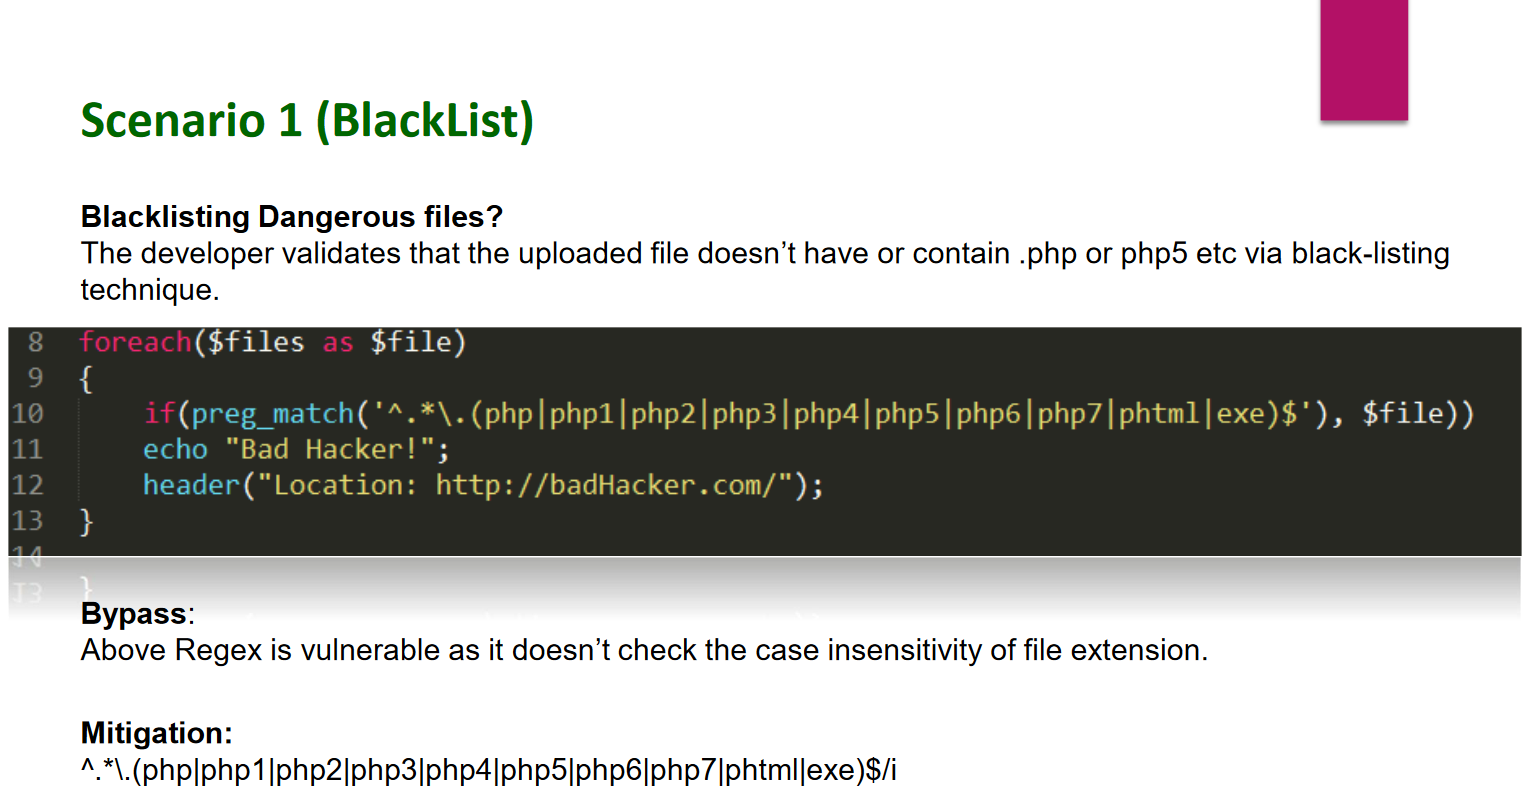 Scenario 1 (BlackList)
Blacklisting Dangerous files?
The developer validates that the uploaded file doesn’t have or contain .php or php5 etc via black-listing
technique.
8 foreach($files as $file)
9 {
10 if(preg_match('^.*\.(php|php1|php2|php3|php4|php5|php6|php7|phtml|exe)$'), $file))
11 echo "Bad Hacker!";
12 header("Location: http://badHacker.com/");
13 }
14
13 }
Bypass:
Above Regex is vulnerable as it doesn’t check the case insensitivity of file extension.
Mitigation:
^.*\.(php|php1|php2|php3|php4|php5|php6|php7|phtml|exe)$/i